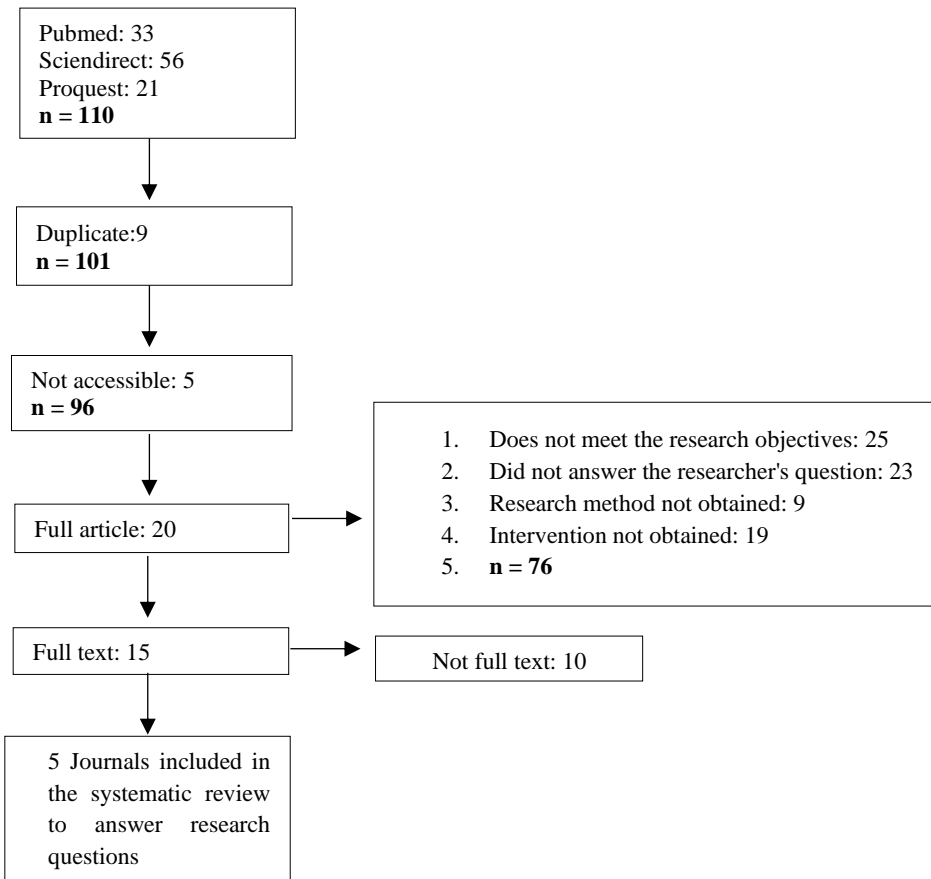 Pubmed: 33
Sciendirect: 56
Proquest: 21
n = 110
Duplicate:9
n = 101
Not accessible: 5
n = 96
1. Does not meet the research objectives: 25
2. Did not answer the researcher's question: 23
3. Research method not obtained: 9
4. Intervention not obtained: 19
5. n = 76
Full article: 20
Full text: 15
Not full text: 10
5 Journals included in
the systematic review
to answer research
questions